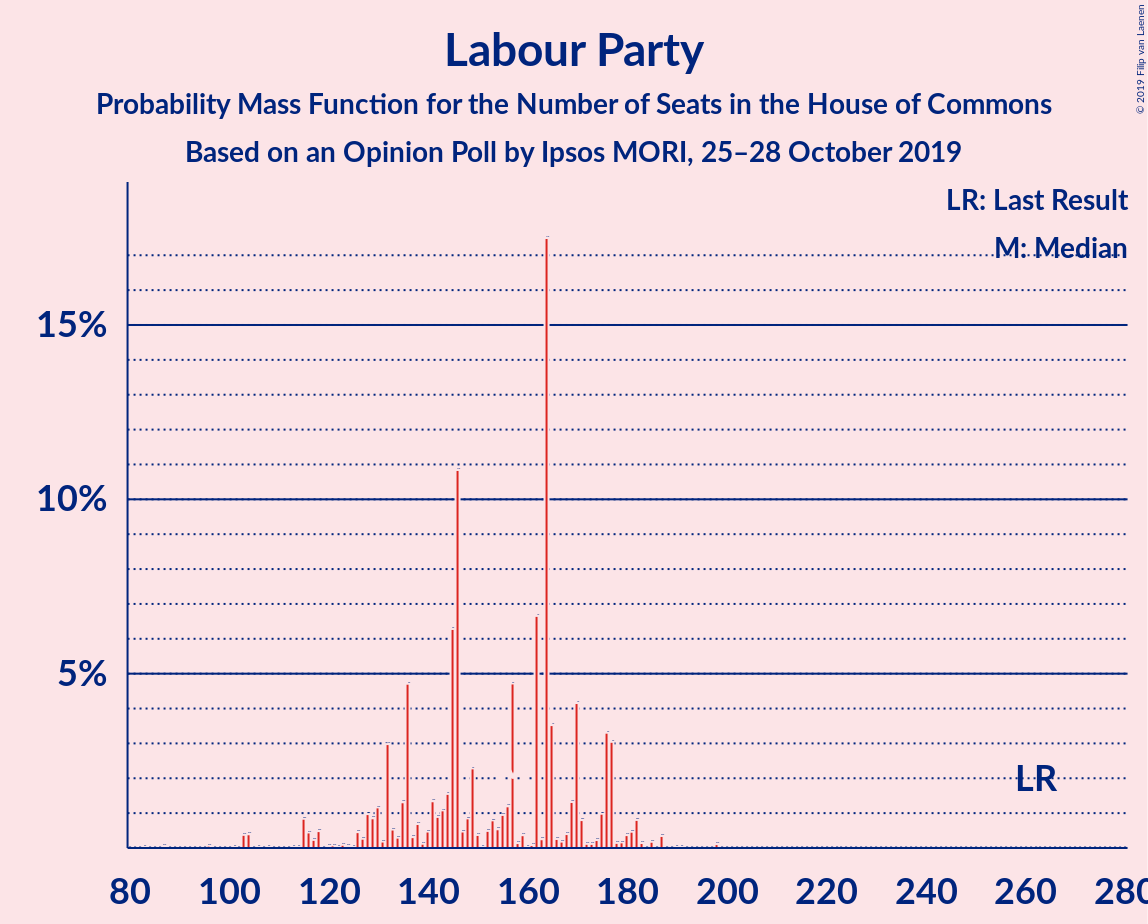 Labour Party
Probability Mass Function for the Number of Seats in the House of Commons
Based on an Opinion Poll by Ipsos MORI, 25–28 October 2019
© 2019 Filip van Laenen
LR: Last Result
M: Median
15%
10%
5%
LR
80 100 120 140 160 180 200 220 240 260 280